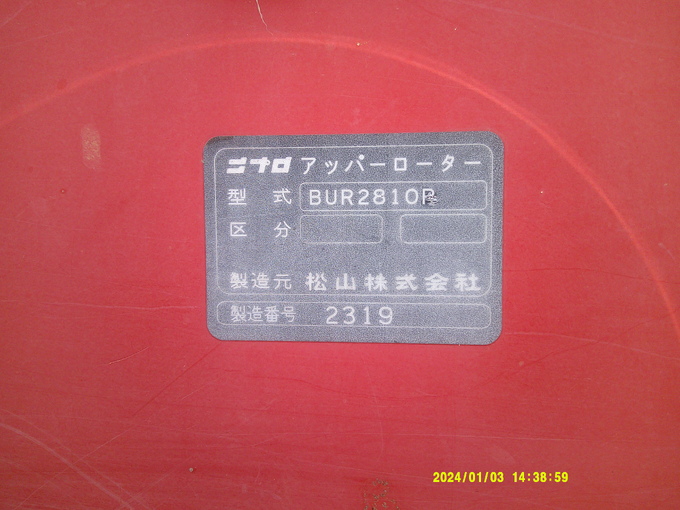 ニプロ アッパーローター
型式 BUR2810R
区分
製造元 松山株式会社
製造番号 2319
2024/01/03 14:38:59